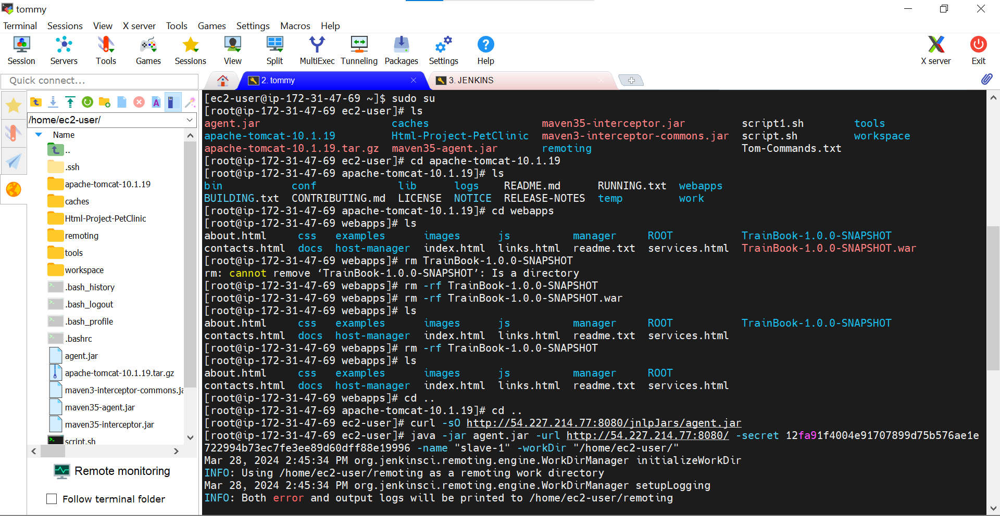 tommy
Terminal Sessions View X server Tools Games Settings Macros Help
Session Servers Tools Games Sessions View Split MultiExec Tunneling Packages Settings Help X server Exit
Quick connect...
2. tommy
3. JENKINS
/home/ec2-user/
Name
..
.ssh
apache-tomcat-10.1.19
caches
Html-Project-PetClinic
remoting
tools
workspace
.bash_history
.bash_logout
.bash_profile
.bashrc
agent.jar
apache-tomcat-10.1.19.tar.gz
maven3-interceptor-commons.ja
maven35-agent.jar
maven35-interceptor.jar
script.sh
Remote monitoring
Follow terminal folder
[ec2-user@ip-172-31-47-69 ~]$ sudo su
[root@ip-172-31-47-69 ec2-user]# ls
agent.jar caches maven35-interceptor.jar script1.sh tools
apache-tomcat-10.1.19 Html-Project-PetClinic maven3-interceptor-commons.jar script.sh workspace
apache-tomcat-10.1.19.tar.gz maven35-agent.jar remoting Tom-Commands.txt
[root@ip-172-31-47-69 ec2-user]# cd apache-tomcat-10.1.19
[root@ip-172-31-47-69 apache-tomcat-10.1.19]# ls
bin conf lib logs README.md RUNNING.txt webapps
BUILDING.txt CONTRIBUTING.md LICENSE NOTICE RELEASE-NOTES temp work
[root@ip-172-31-47-69 apache-tomcat-10.1.19]# cd webapps
[root@ip-172-31-47-69 webapps]# ls
about.html css examples images js manager ROOT TrainBook-1.0.0-SNAPSHOT
contacts.html docs host-manager index.html links.html readme.txt services.html TrainBook-1.0.0-SNAPSHOT.war
[root@ip-172-31-47-69 webapps]# rm TrainBook-1.0.0-SNAPSHOT
rm: cannot remove ‘TrainBook-1.0.0-SNAPSHOT’: Is a directory
[root@ip-172-31-47-69 webapps]# rm -rf TrainBook-1.0.0-SNAPSHOT
[root@ip-172-31-47-69 webapps]# rm -rf TrainBook-1.0.0-SNAPSHOT.war
[root@ip-172-31-47-69 webapps]# ls
about.html css examples images js manager ROOT TrainBook-1.0.0-SNAPSHOT
contacts.html docs host-manager index.html links.html readme.txt services.html
[root@ip-172-31-47-69 webapps]# rm -rf TrainBook-1.0.0-SNAPSHOT
[root@ip-172-31-47-69 webapps]# ls
about.html css examples images js manager ROOT
contacts.html docs host-manager index.html links.html readme.txt services.html
[root@ip-172-31-47-69 webapps]# cd ..
[root@ip-172-31-47-69 apache-tomcat-10.1.19]# cd ..
[root@ip-172-31-47-69 ec2-user]# curl -sO http://54.227.214.77:8080/jnlpJars/agent.jar
[root@ip-172-31-47-69 ec2-user]# java -jar agent.jar -url http://54.227.214.77:8080/ -secret 12fa91f4004e91707899d75b576ae1e
722994b73ec7fe3ee89d60dff88e19996 -name "slave-1" -workDir "/home/ec2-user/"
Mar 28, 2024 2:45:34 PM org.jenkinsci.remoting.engine.WorkDirManager initializeWorkDir
INFO: Using /home/ec2-user/remoting as a remoting work directory
Mar 28, 2024 2:45:34 PM org.jenkinsci.remoting.engine.WorkDirManager setupLogging
INFO: Both error and output logs will be printed to /home/ec2-user/remoting